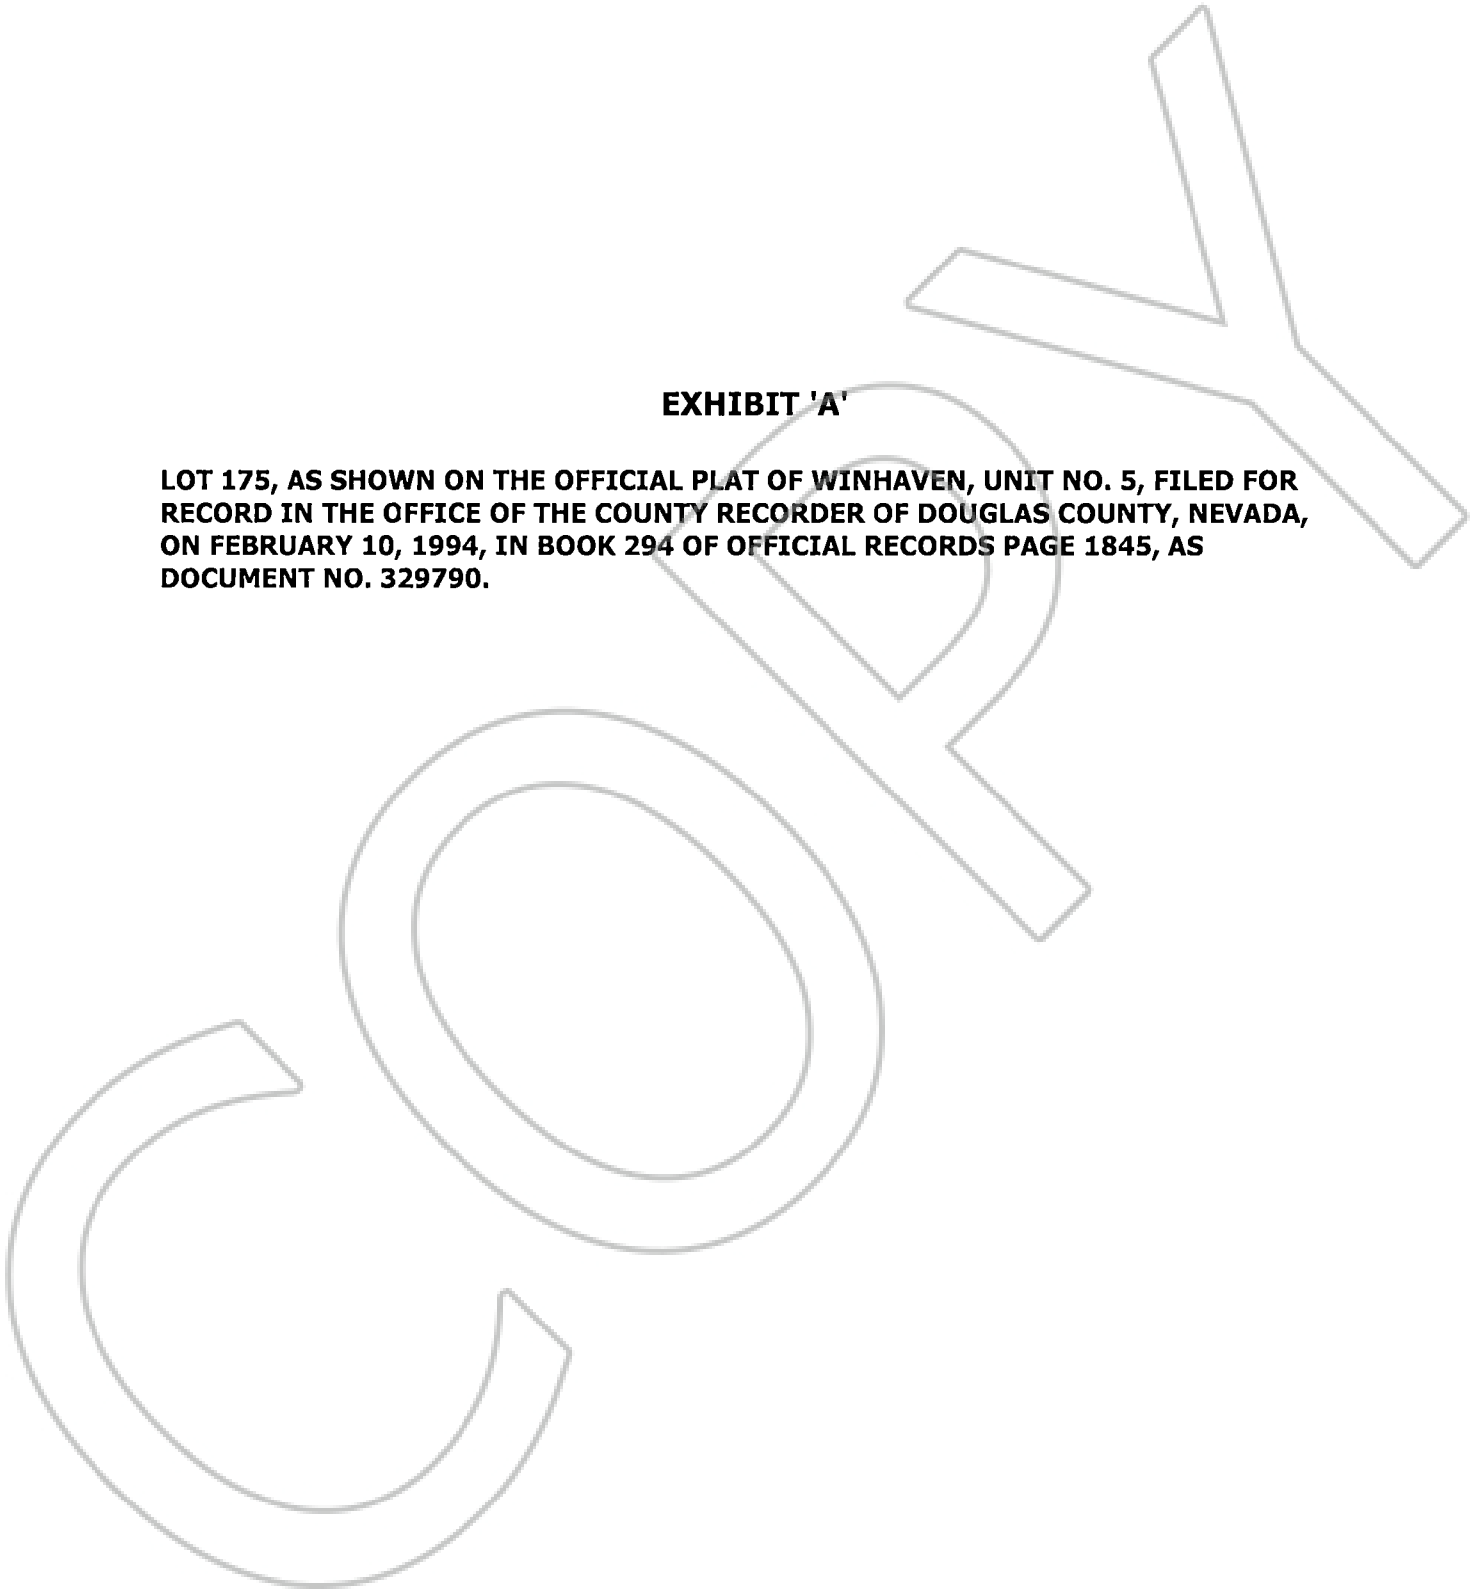 EXHIBIT 'A'
LOT 175, AS SHOWN ON THE OFFICIAL PLAT OF WINHAVEN, UNIT NO. 5, FILED FOR
RECORD IN THE OFFICE OF THE COUNTY RECORDER OF DOUGLAS COUNTY, NEVADA,
ON FEBRUARY 10, 1994, IN BOOK 294 OF OFFICIAL RECORDS PAGE 1845, AS
DOCUMENT NO. 329790.
COPY